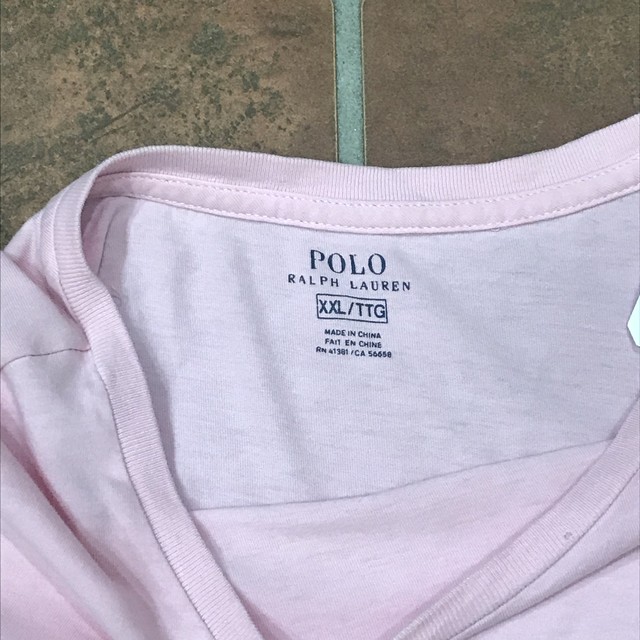 POLO
RALPH LAUREN
XXL/TTG
MADE IN CHINA
FAIT EN CHINE
RN 41381 / CA 56658